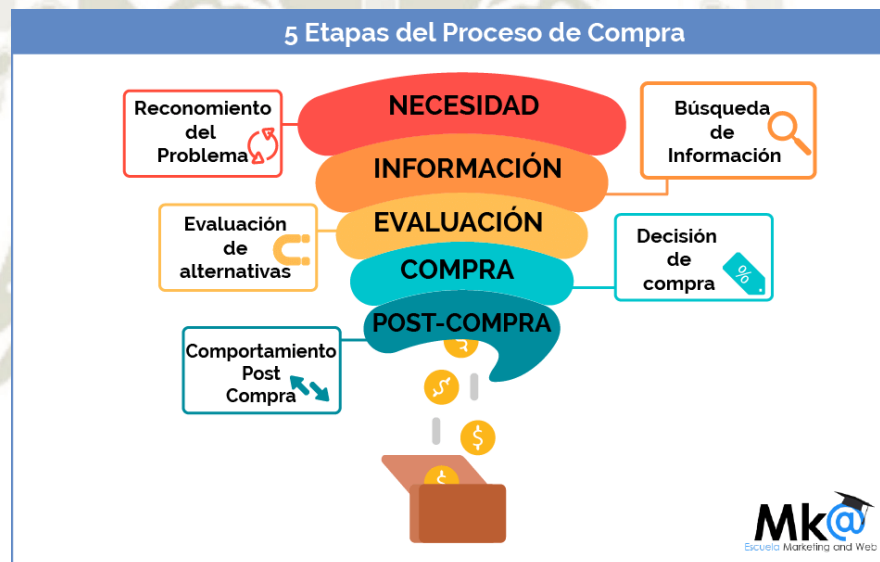 5 Etapas del Proceso de Compra
Reconomiento
del
Problema
NECESIDAD
Búsqueda
de
Información
INFORMACIÓN
Evaluación
de
alternativas
EVALUACIÓN
Decisión
de
compra
%
COMPRA
POST-COMPRA
Comportamiento
Post
Compra
$
$
$
$
Mk@
Escuela Marketing and Web